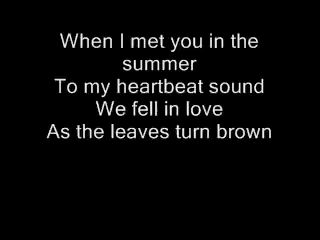 When I met you in the
summer
To my heartbeat sound
We fell in love
As the leaves turn brown